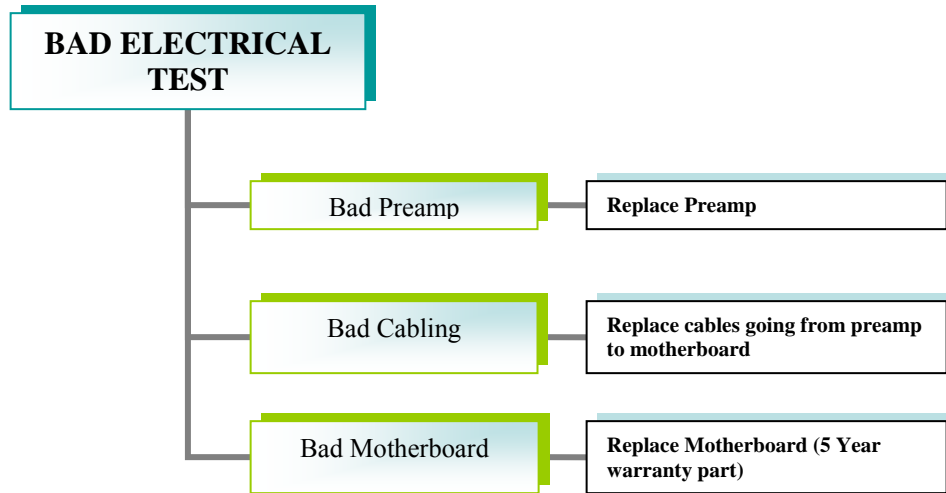 BAD ELECTRICAL
TEST
Bad Preamp
Replace Preamp
Bad Cabling
Replace cables going from preamp
to motherboard
Bad Motherboard
Replace Motherboard (5 Year
warranty part)